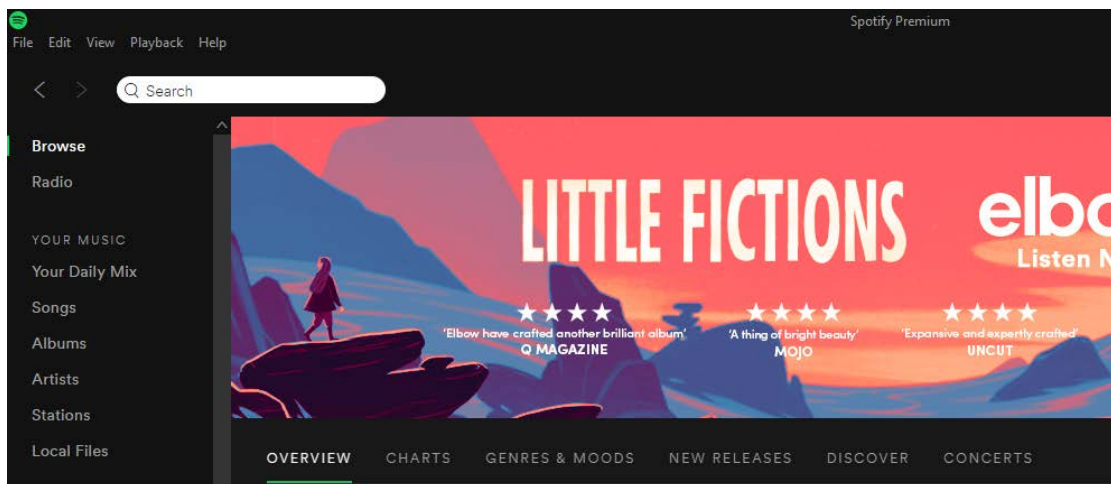 Spotify Premium
File Edit View Playback Help
Search
Browse
Radio
YOUR MUSIC
Your Daily Mix
Songs
Albums
Artists
Stations
Local Files
LITTLE FICTIONS
elbo
Listen N
'Elbow have crafted another brilliant album'
Q MAGAZINE
'A thing of bright beauty'
MOJO
'Expansive and expertly crafted'
UNCUT
OVERVIEW CHARTS GENRES & MOODS NEW RELEASES DISCOVER CONCERTS